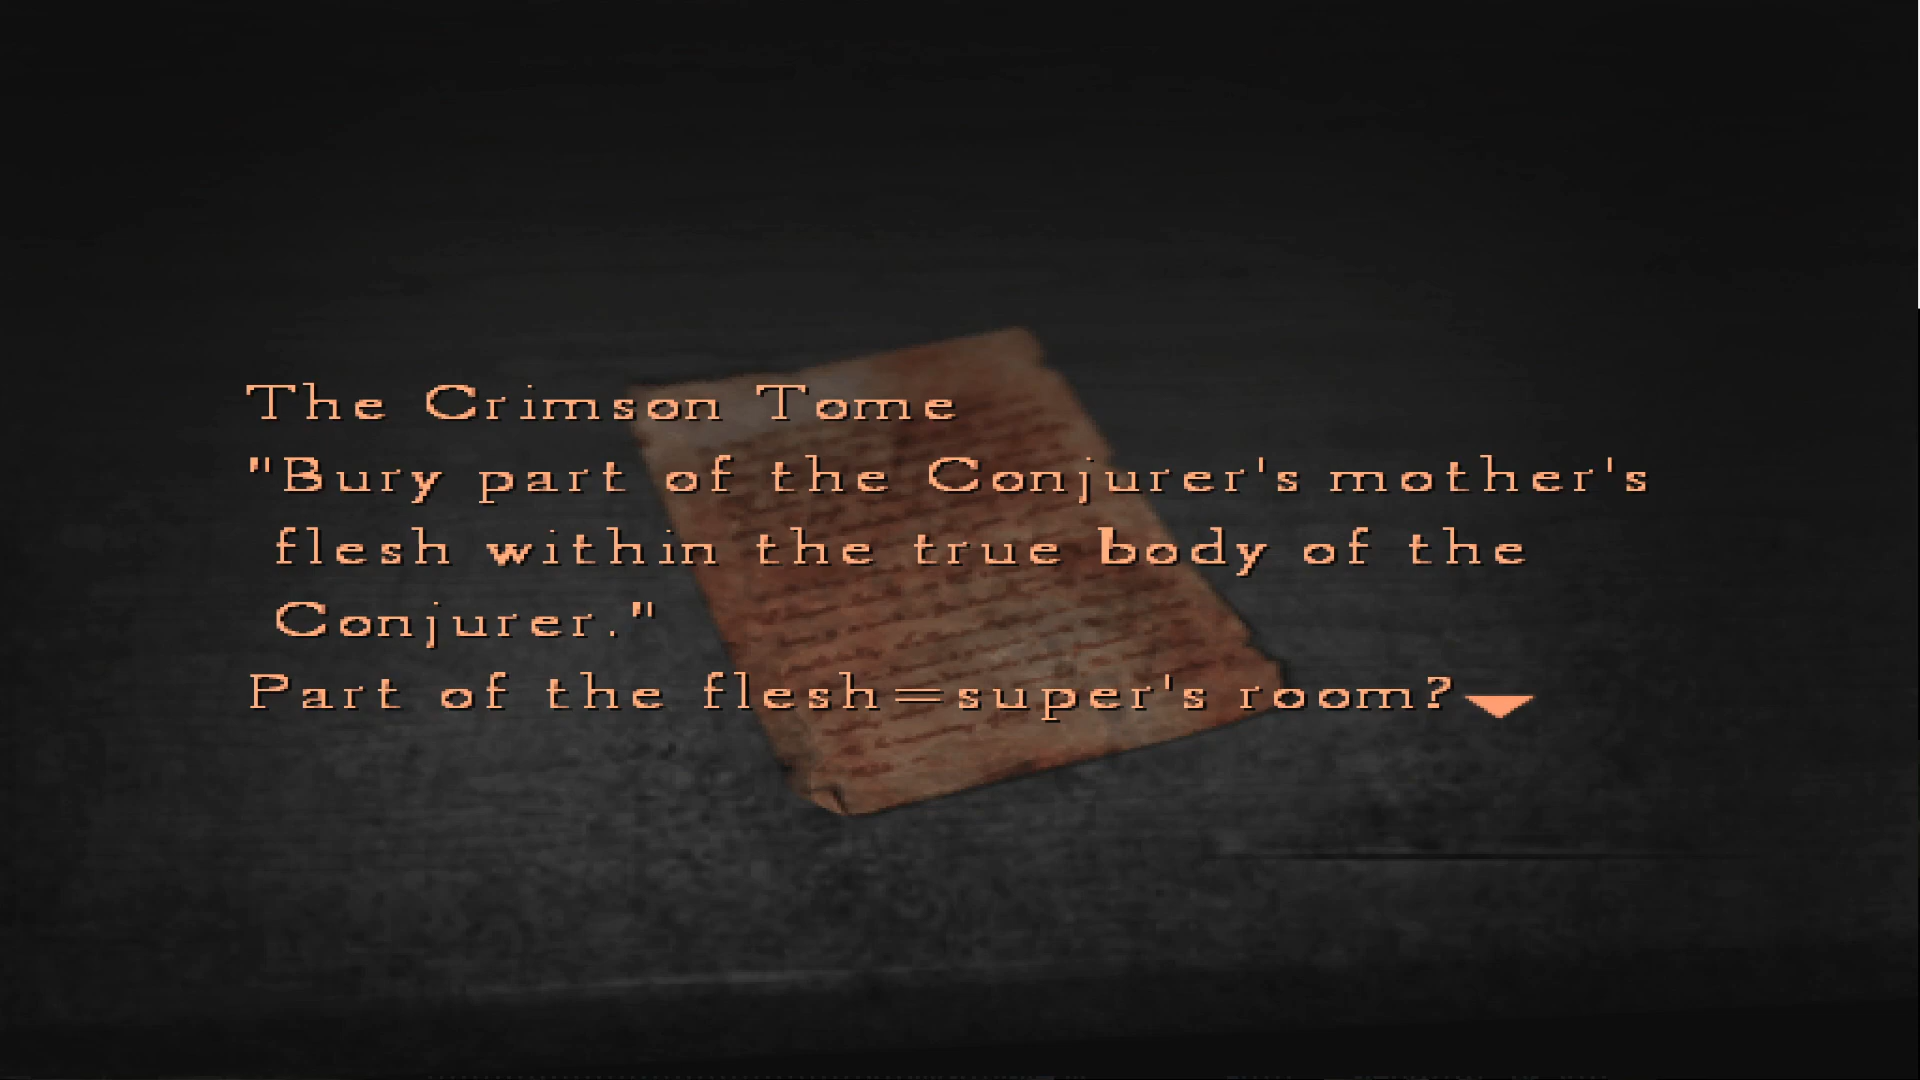 The Crimson Tome
"Bury part of the Conjurer's mother's
flesh within the true body of the
Conjurer."
Part of the flesh=super's room?